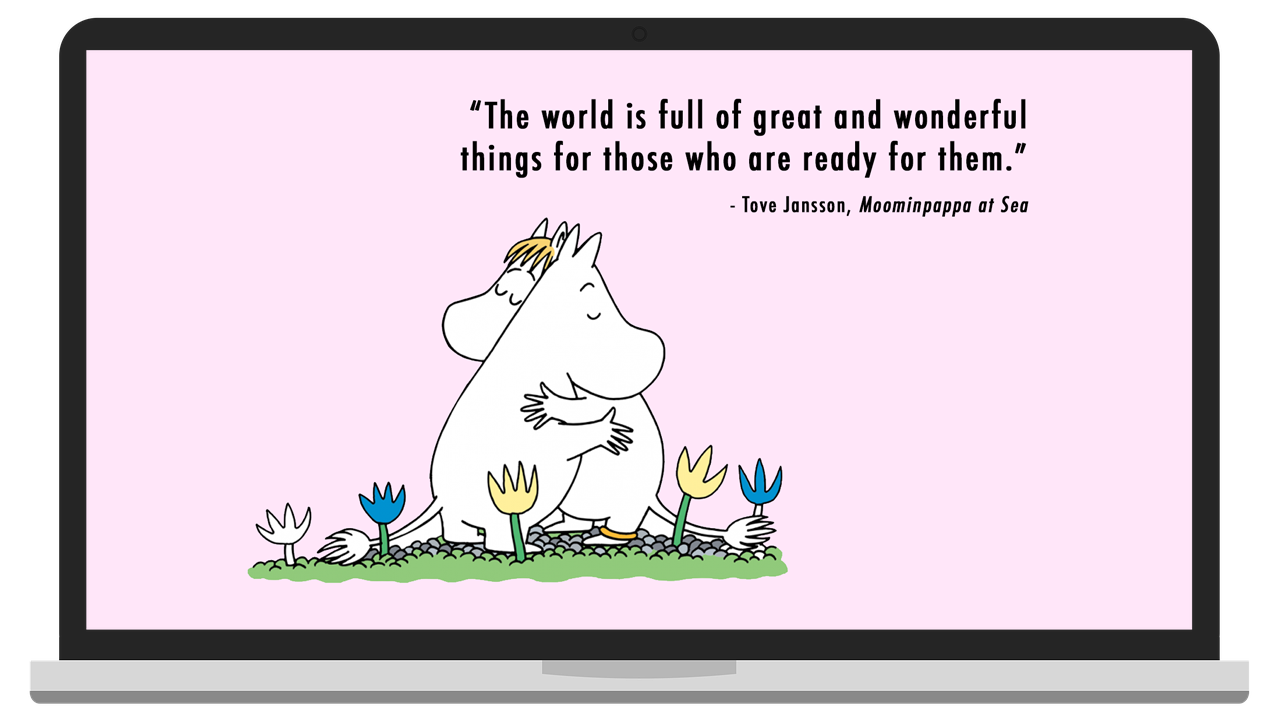 “The world is full of great and wonderful
things for those who are ready for them.”
- Tove Jansson, Moominpappa at Sea